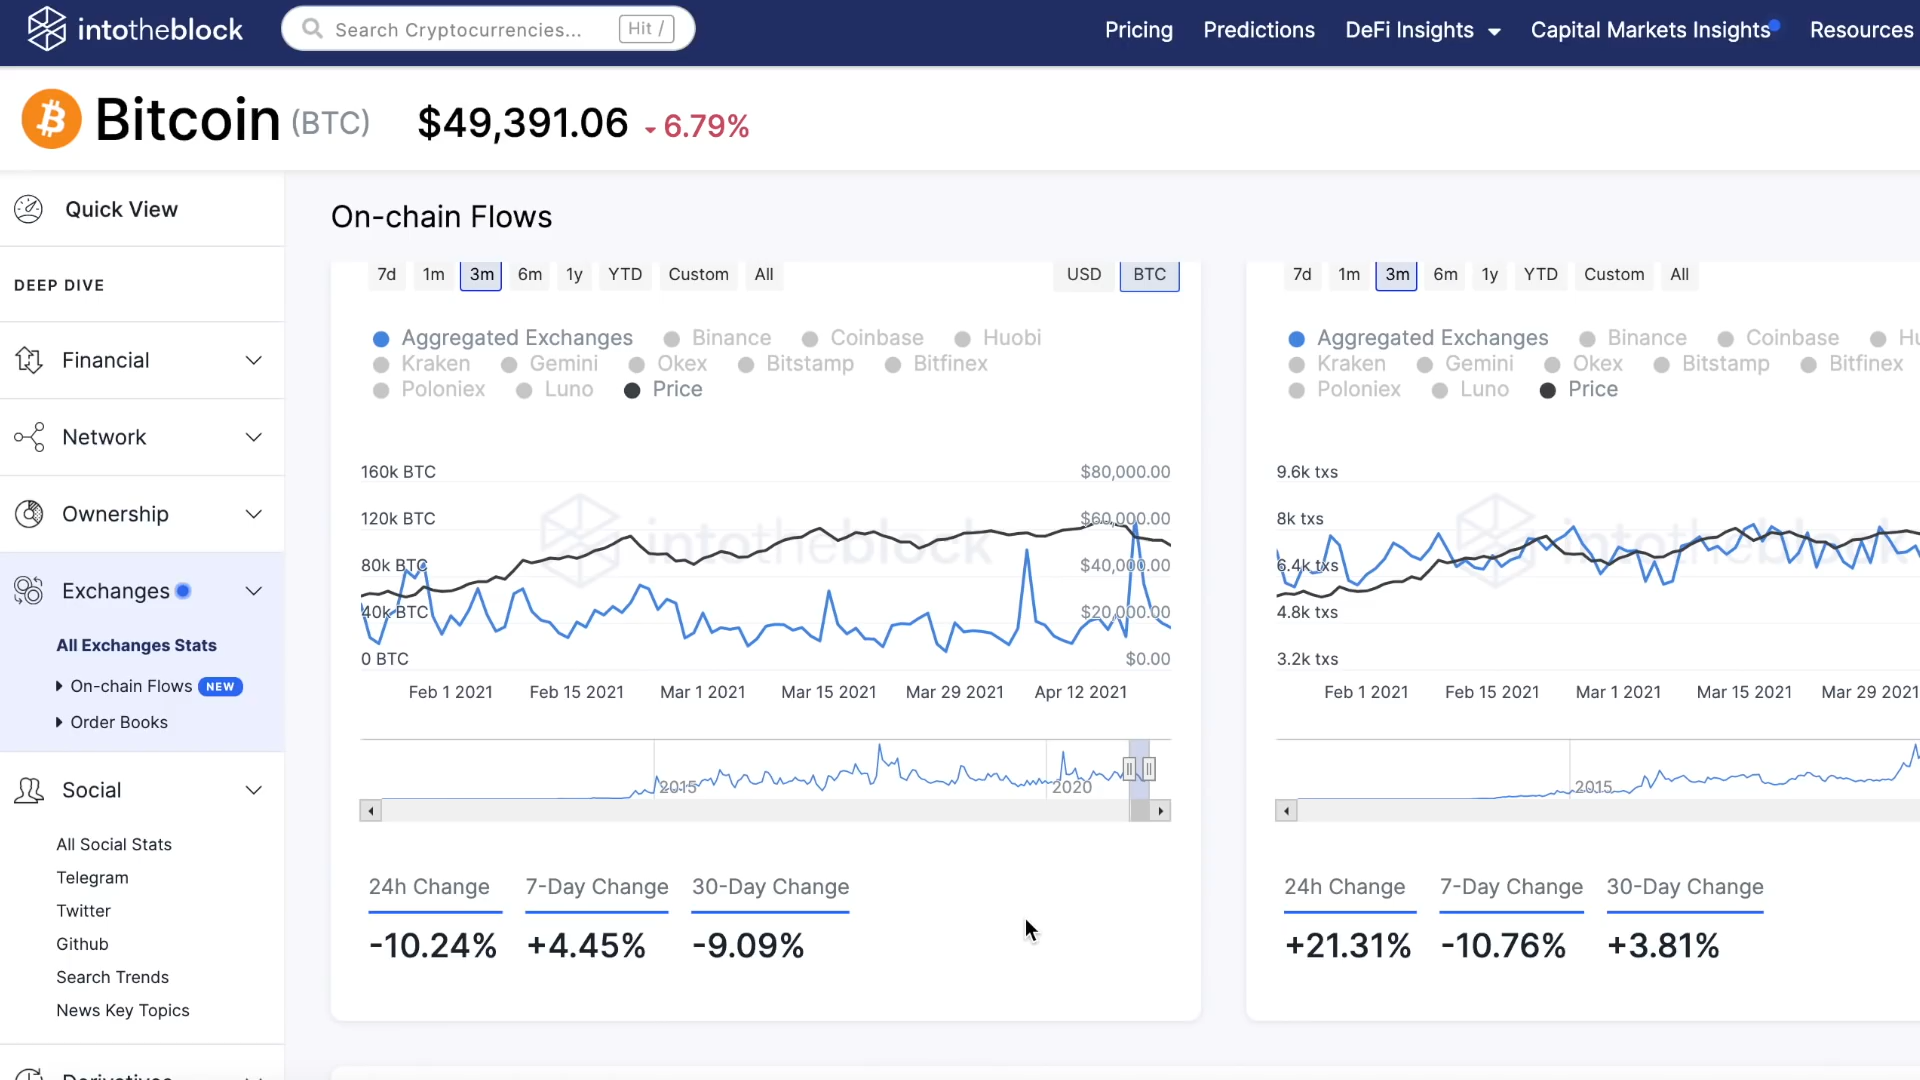 intotheblock
Search Cryptocurrencies...
Hit /
Pricing
Predictions
DeFi Insights
Capital Markets Insights
Resources
Bitcoin (BTC) $49,391.06 6.79%
Quick View
DEEP DIVE
Financial
Network
Ownership
Exchanges
All Exchanges Stats
On-chain Flows NEW
Order Books
Social
All Social Stats
Telegram
Twitter
Github
Search Trends
News Key Topics
Derivatives
On-chain Flows
7d 1m 3m 6m 1y YTD Custom All USD BTC
Aggregated Exchanges Binance Coinbase Huobi
Kraken Gemini Okex Bitstamp Bitfinex
Poloniex Luno Price
160k BTC $80,000.00
120k BTC $60,000.00
intotheblock
80k BTC $40,000.00
40k BTC $20,000.00
0 BTC $0.00
Feb 1 2021 Feb 15 2021 Mar 1 2021 Mar 15 2021 Mar 29 2021 Apr 12 2021
2015 2020
24h Change 7-Day Change 30-Day Change
-10.24% +4.45% -9.09%
7d 1m 3m 6m 1y YTD Custom All
Aggregated Exchanges Binance Coinbase Hu
Kraken Gemini Okex Bitstamp Bitfinex
Poloniex Luno Price
9.6k txs
8k txs
intotheblock
6.4k txs
4.8k txs
3.2k txs
Feb 1 2021 Feb 15 2021 Mar 1 2021 Mar 15 2021 Mar 29 2021
2015
24h Change 7-Day Change 30-Day Change
+21.31% -10.76% +3.81%